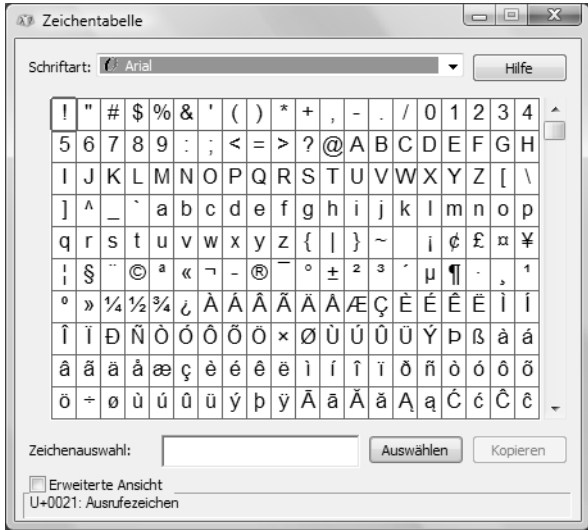 Zeichentabelle
Schriftart: Arial Hilfe
! " # $ % & ' ( ) * + , - . / 0 1 2 3 4
5 6 7 8 9 : ; < = > ? @ A B C D E F G H
I J K L M N O P Q R S T U V W X Y Z [ \
] ^ _ ` a b c d e f g h i j k l m n o p
q r s t u v w x y z { | } ~ ¡ ¢ £ ¤ ¥
¦ § ¨ © ª « ¬ - ® ¯ ° ± ² ³ ´ µ ¶ · ¸ ¹
º » ¼ ½ ¾ ¿ À Á Â Ã Ä Å Æ Ç È É Ê Ë Ì Í
Î Ï Ð Ñ Ò Ó Ô Õ Ö × Ø Ù Ú Û Ü Ý Þ ß à á
â ã ä å æ ç è é ê ë ì í î ï ð ñ ò ó ô õ
ö ÷ ø ù ú û ü ý þ ÿ Ā ā Ă ă Ą ą Ć ć Ĉ ĉ
Zeichenauswahl: Auswählen Kopieren
Erweiterte Ansicht
U+0021: Ausrufezeichen